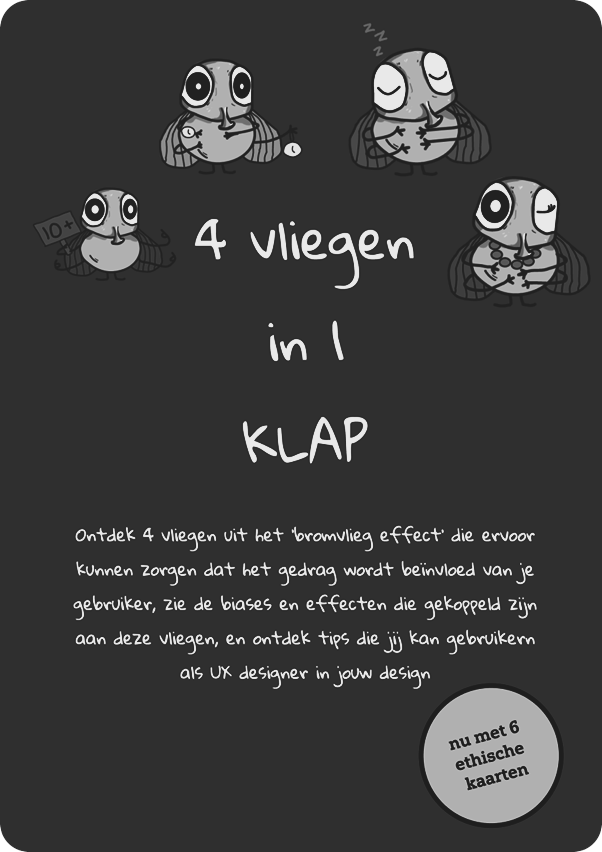 z z z
10+
4 vliegen
in 1
KLAP
Ontdek 4 vliegen uit het 'bromvlieg effect' die ervoor
kunnen zorgen dat het gedrag wordt beïnvloed van je
gebruiker, zie de biases en effecten die gekoppeld zijn
aan deze vliegen, en ontdek tips die jij kan gebruikern
als UX designer in jouw design
nu met 6
ethische
kaarten